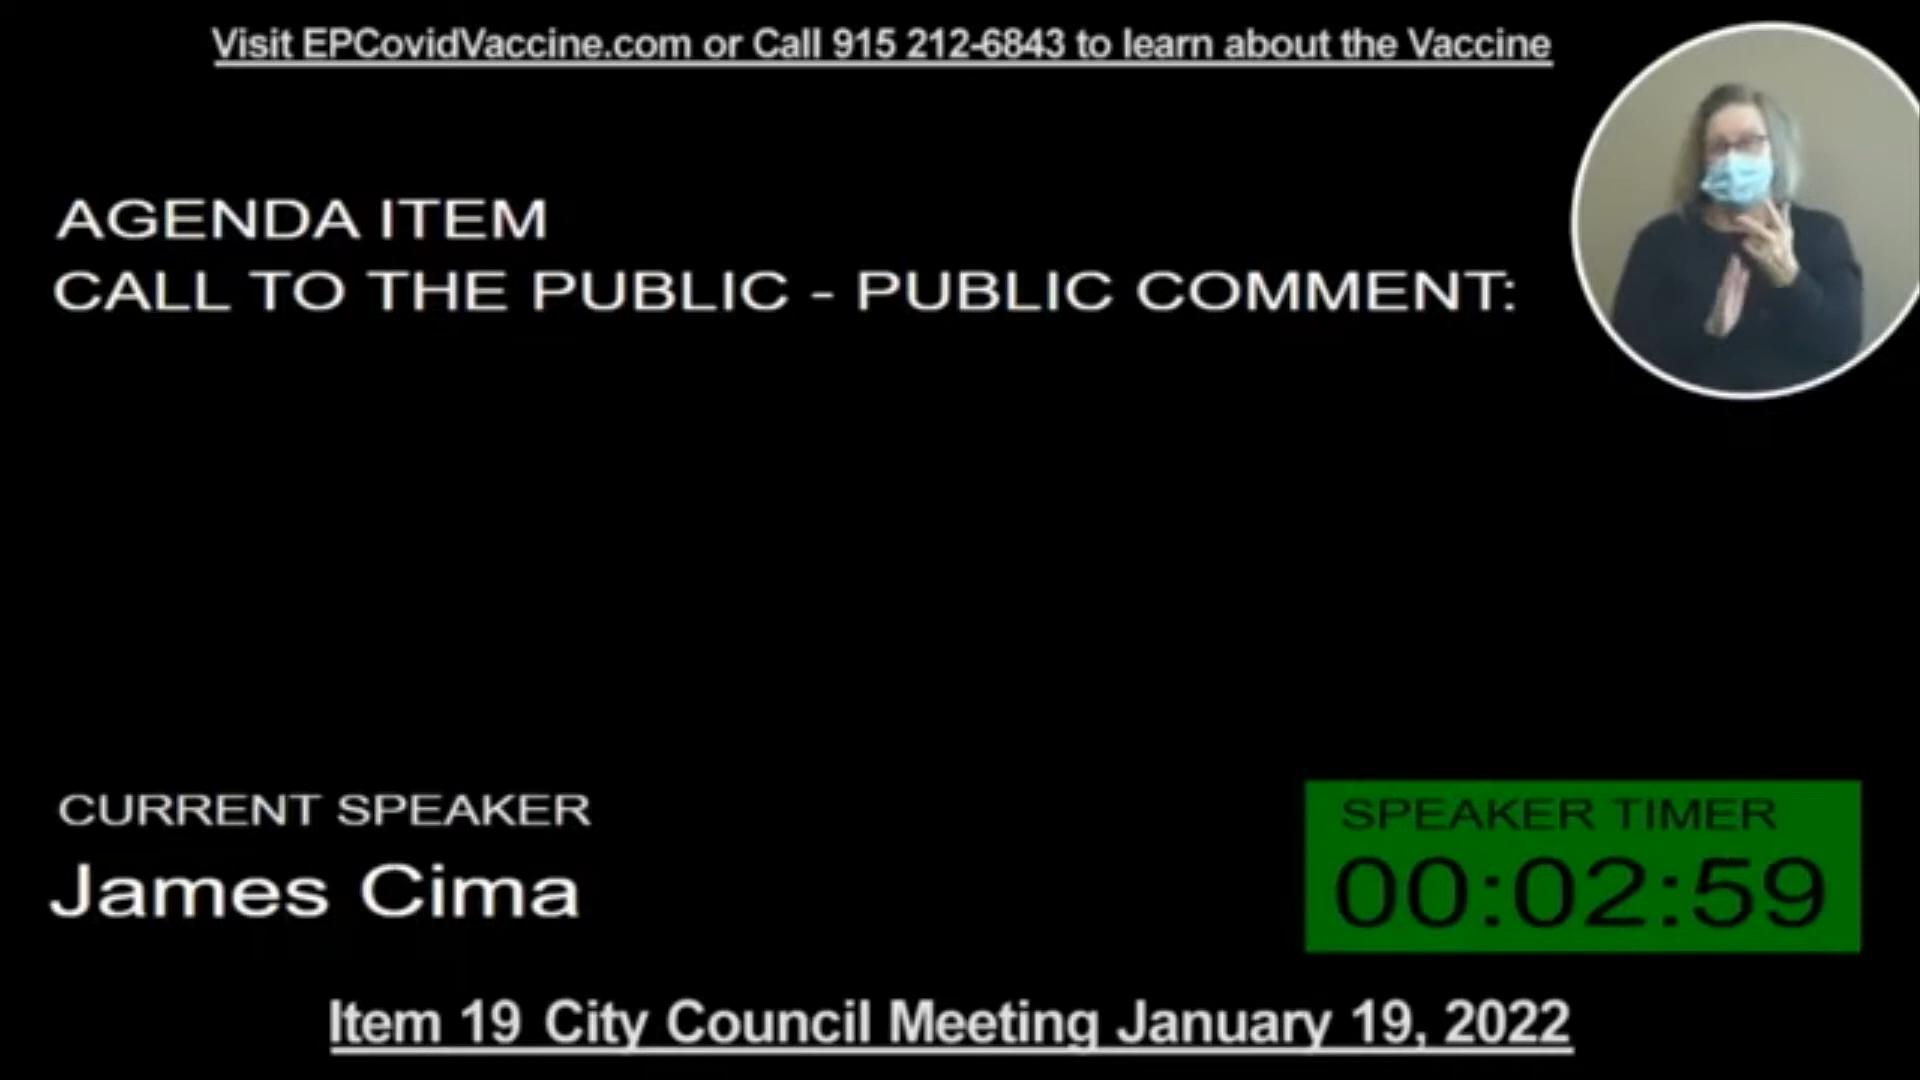 Visit EPCovidVaccine.com or Call 915 212-6843 to learn about the Vaccine
AGENDA ITEM
CALL TO THE PUBLIC - PUBLIC COMMENT:
CURRENT SPEAKER
James Cima
SPEAKER TIMER
00:02:59
Item 19 City Council Meeting January 19, 2022